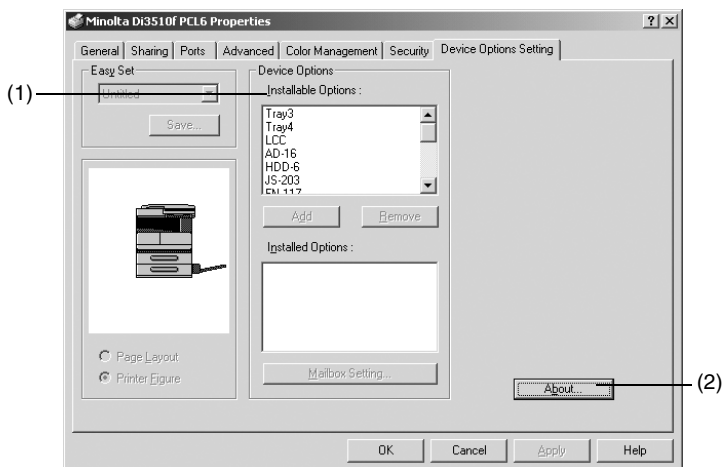 Minolta Di3510f PCL6 Properties
General Sharing Ports Advanced Color Management Security Device Options Setting
Easy Set
Untitled
Save...
(1)
Device Options
Installable Options :
Tray3
Tray4
LCC
AD-16
HDD-6
JS-203
FN-117
Add Remove
Installed Options :
Mailbox Setting...
Page Layout
Printer Figure
About...
(2)
OK Cancel Apply Help